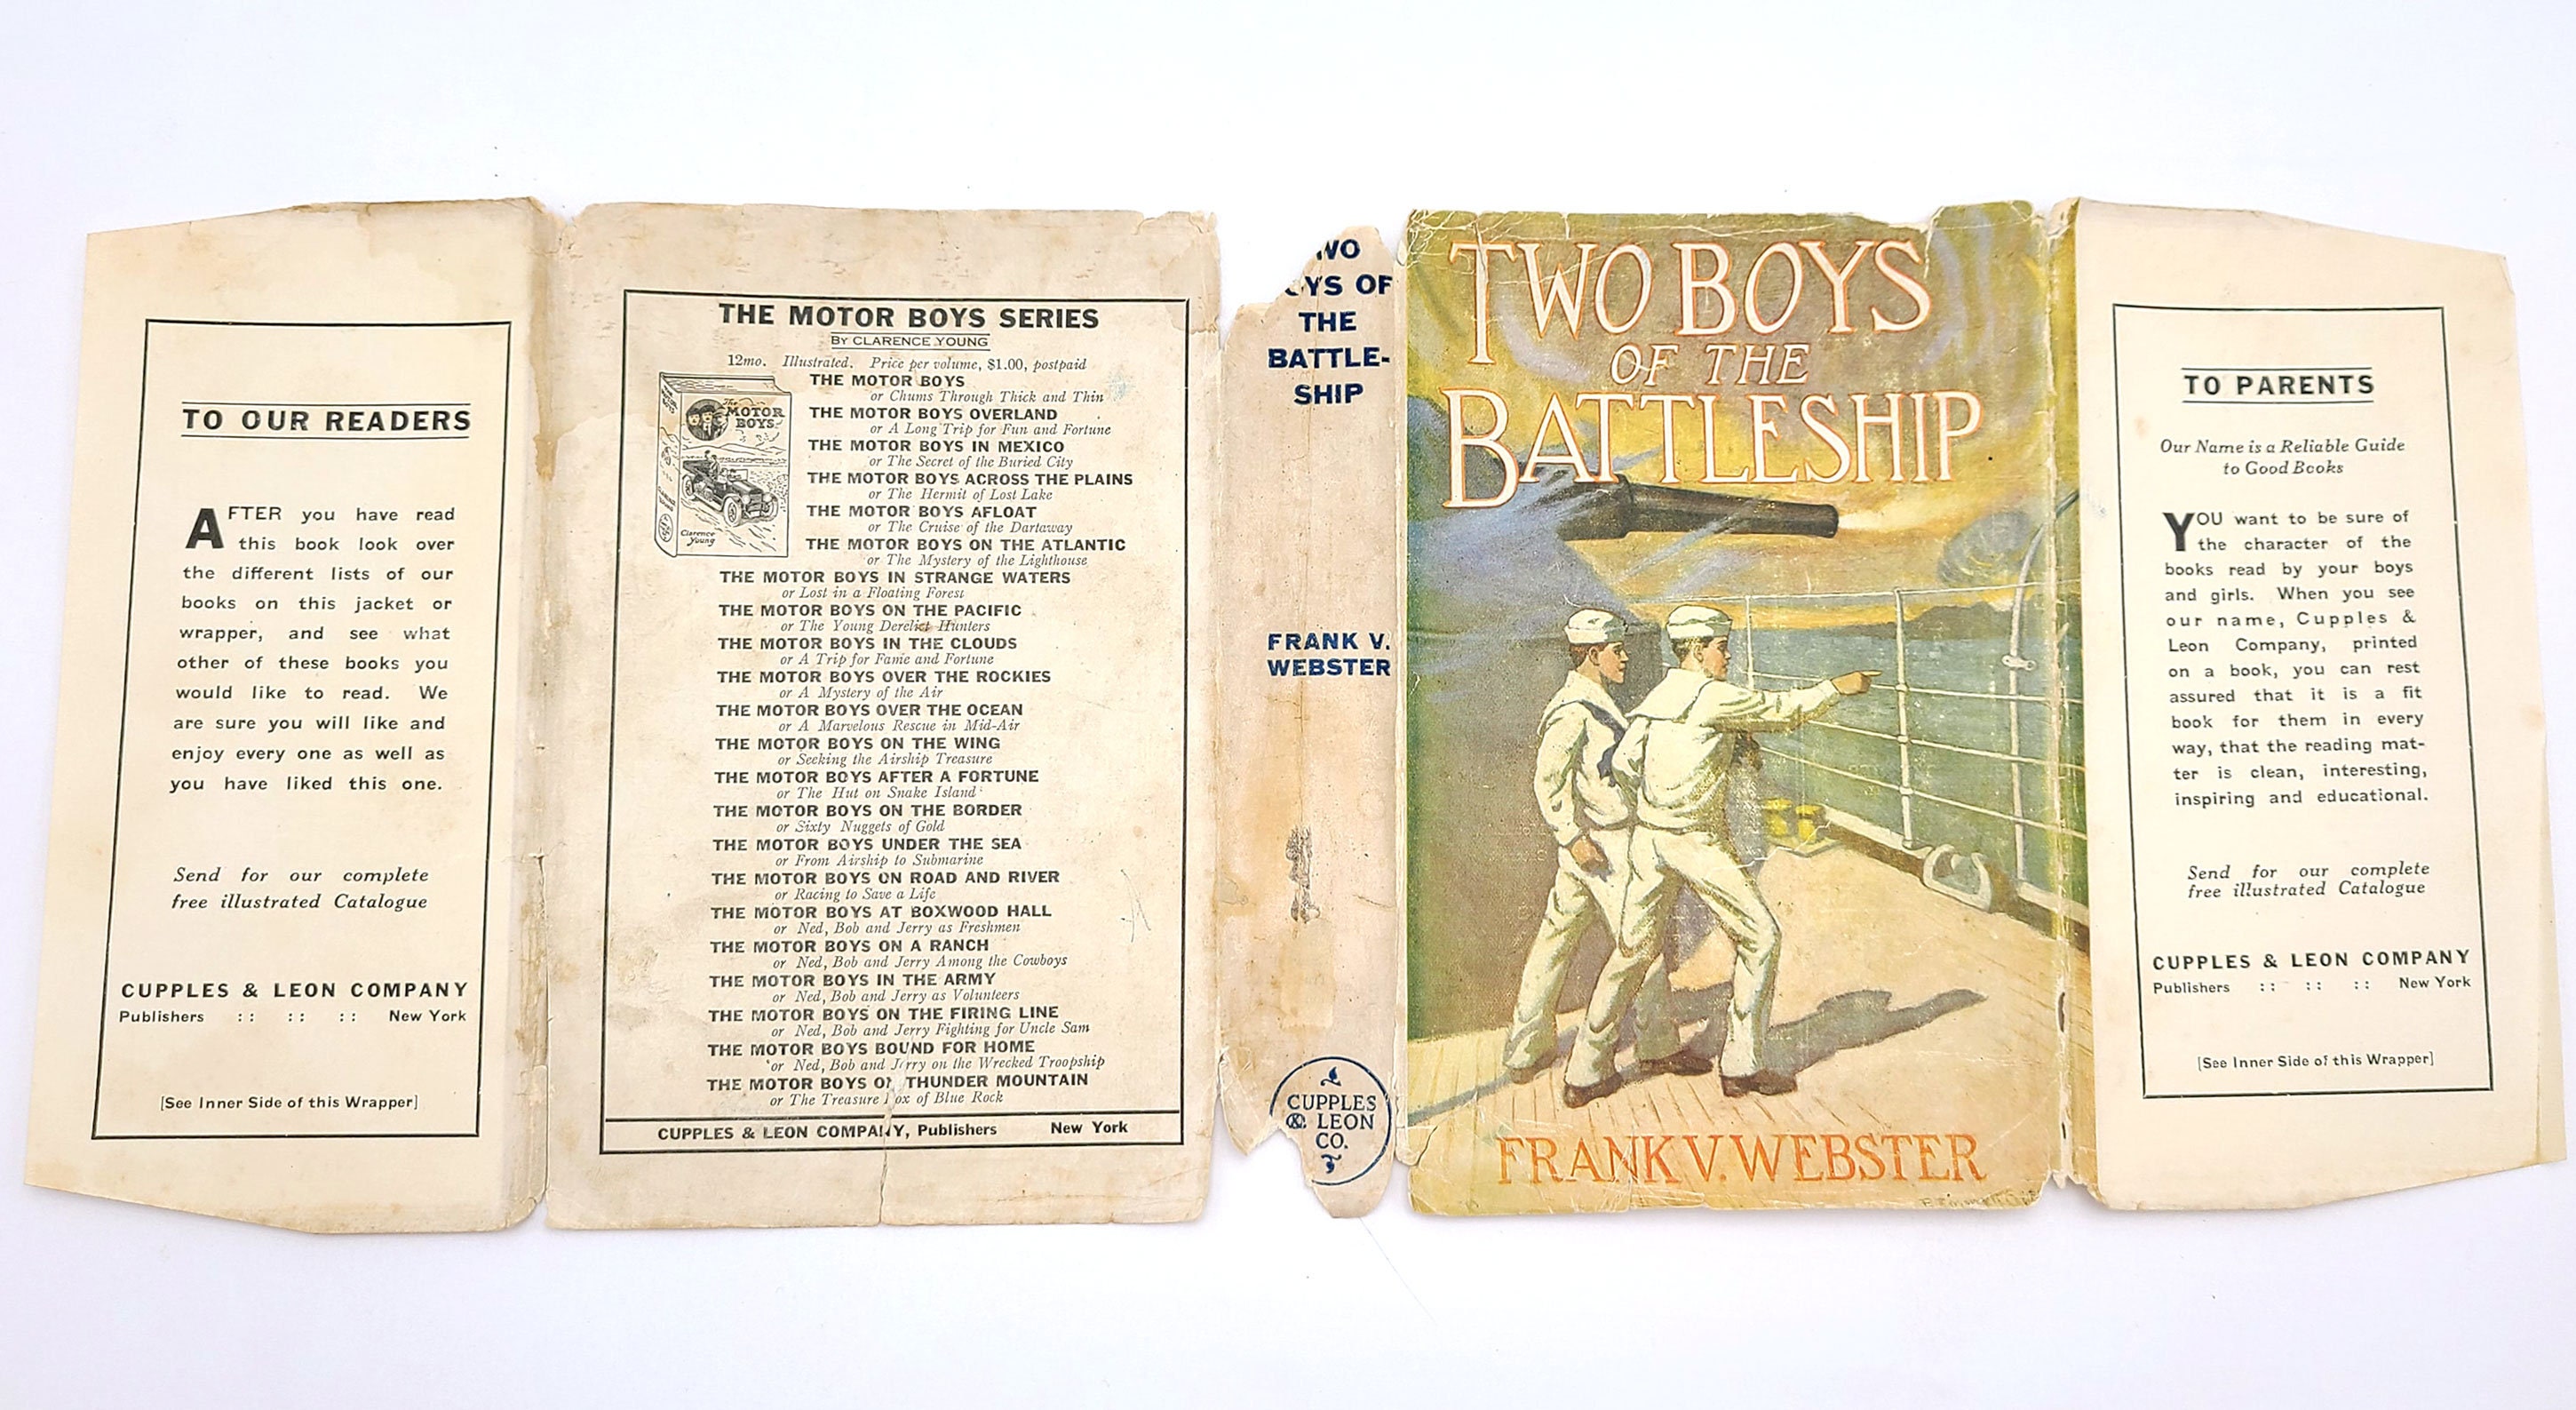 TO OUR READERS
AFTER you have read
this book look over
the different lists of our
books on this jacket or
wrapper, and see what
other of these books you
would like to read. We
are sure you will like and
enjoy every one as well as
you have liked this one.
Send for our complete
free illustrated Catalogue
CUPPLES & LEON COMPANY
Publishers :: :: :: New York
[See Inner Side of this Wrapper]
THE MOTOR BOYS SERIES
BY CLARENCE YOUNG
12mo. Illustrated. Price per volume, $1.00, postpaid
The
MOTOR
BOYS
Clarence
Young
THE MOTOR BOYS
or Chums Through Thick and Thin
THE MOTOR BOYS OVERLAND
or A Long Trip for Fun and Fortune
THE MOTOR BOYS IN MEXICO
or The Secret of the Buried City
THE MOTOR BOYS ACROSS THE PLAINS
or The Hermit of Lost Lake
THE MOTOR BOYS AFLOAT
or The Cruise of the Dartaway
THE MOTOR BOYS ON THE ATLANTIC
or The Mystery of the Lighthouse
THE MOTOR BOYS IN STRANGE WATERS
or Lost in a Floating Forest
THE MOTOR BOYS ON THE PACIFIC
or The Young Derelict Hunters
THE MOTOR BOYS IN THE CLOUDS
or A Trip for Fame and Fortune
THE MOTOR BOYS OVER THE ROCKIES
or A Mystery of the Air
THE MOTOR BOYS OVER THE OCEAN
or A Marvelous Rescue in Mid-Air
THE MOTOR BOYS ON THE WING
or Seeking the Airship Treasure
THE MOTOR BOYS AFTER A FORTUNE
or The Hut on Snake Island
THE MOTOR BOYS ON THE BORDER
or Sixty Nuggets of Gold
THE MOTOR BOYS UNDER THE SEA
or From Airship to Submarine
THE MOTOR BOYS ON ROAD AND RIVER
or Racing to Save a Life
THE MOTOR BOYS AT BOXWOOD HALL
or Ned, Bob and Jerry as Freshmen
THE MOTOR BOYS ON A RANCH
or Ned, Bob and Jerry Among the Cowboys
THE MOTOR BOYS IN THE ARMY
or Ned, Bob and Jerry as Volunteers
THE MOTOR BOYS ON THE FIRING LINE
or Ned, Bob and Jerry Fighting for Uncle Sam
THE MOTOR BOYS BOUND FOR HOME
or Ned, Bob and Jerry on the Wrecked Troopship
THE MOTOR BOYS ON THUNDER MOUNTAIN
or The Treasure Box of Blue Rock
CUPPLES & LEON COMPANY, Publishers New York
WO
YS OF
THE
BATTLE-
SHIP
FRANK V.
WEBSTER
CUPPLES
& LEON
CO.
TWO BOYS
OF THE
BATTLESHIP
FRANK V. WEBSTER
TO PARENTS
Our Name is a Reliable Guide
to Good Books
YOU want to be sure of
the character of the
books read by your boys
and girls. When you see
our name, Cupples &
Leon Company, printed
on a book, you can rest
assured that it is a fit
book for them in every
way, that the reading mat-
ter is clean, interesting,
inspiring and educational.
Send for our complete
free illustrated Catalogue
CUPPLES & LEON COMPANY
Publishers :: :: :: New York
[See Inner Side of this Wrapper]